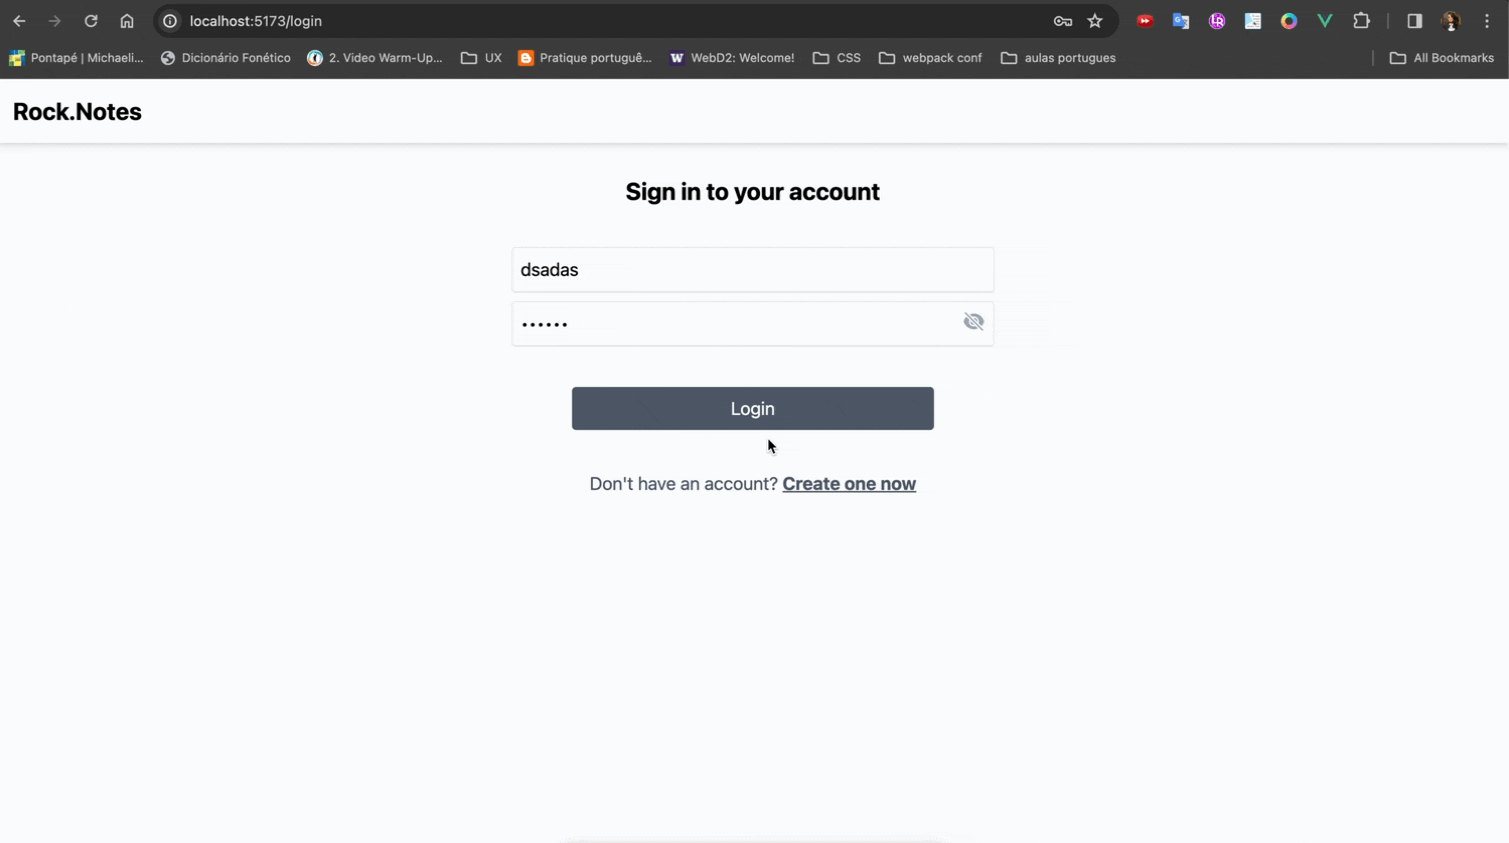 localhost:5173/login
Pontapé | Michaeli... Dicionário Fonético 2. Video Warm-Up... UX Pratique portuguê... WebD2: Welcome! CSS webpack conf aulas portugues All Bookmarks
Rock.Notes
Sign in to your account
dsadas
••••••
Login
Don't have an account? Create one now